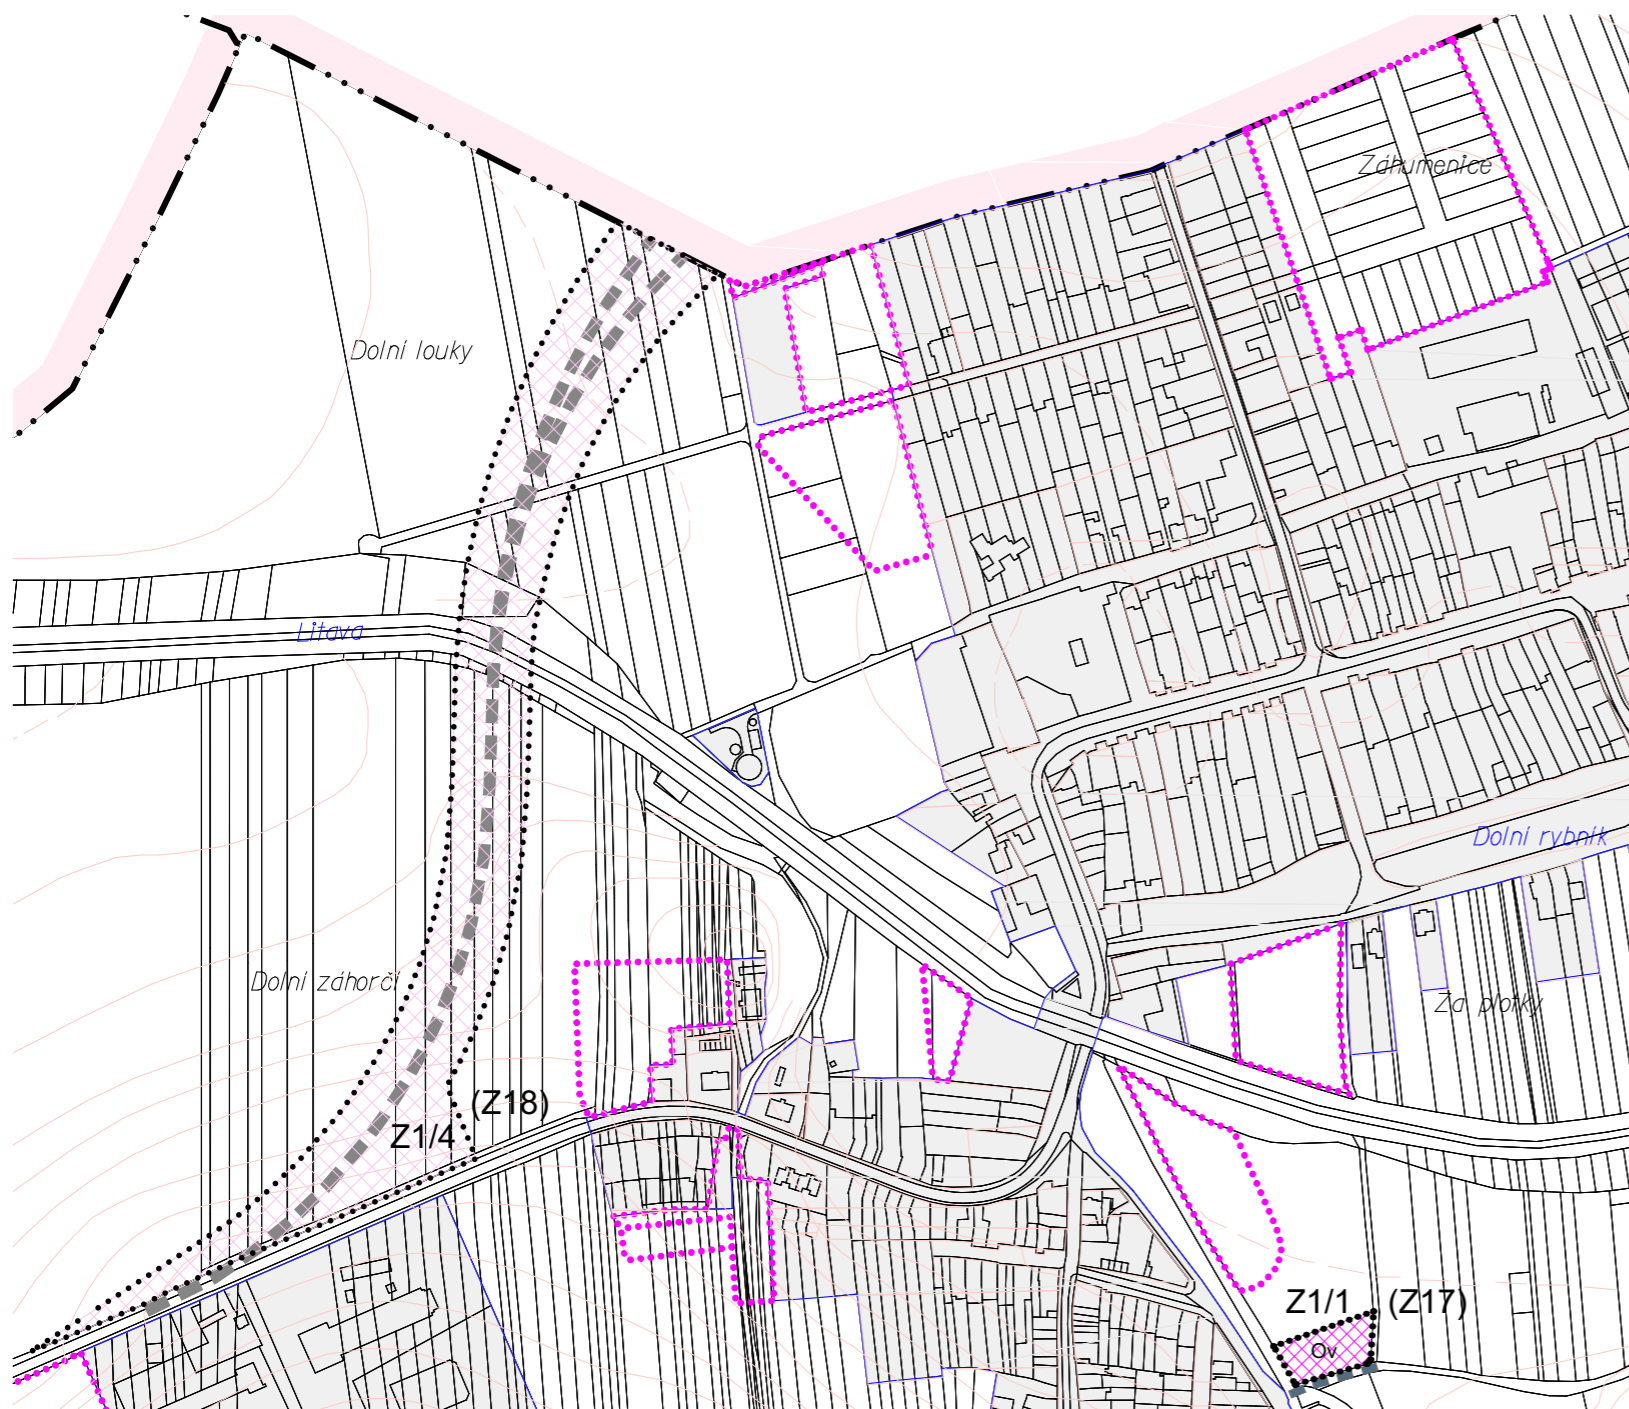 Záhumenice
Dolní louky
Litava
Dolní rybník
Dolní záhorčí
Za plotky
(Z18)
Z1/4
Z1/1 (Z17)
Ov